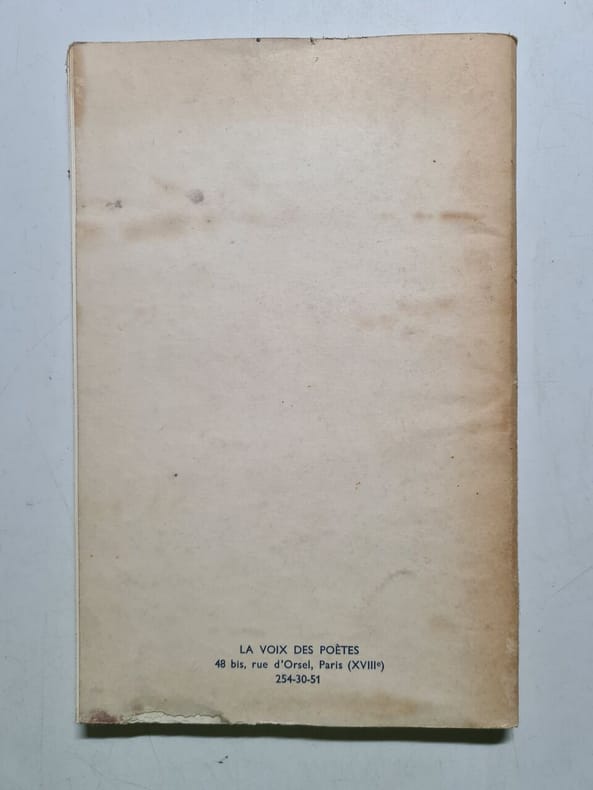 LA VOIX DES POÈTES
48 bis, rue d'Orsel, Paris (XVIIIᵉ)
254-30-51